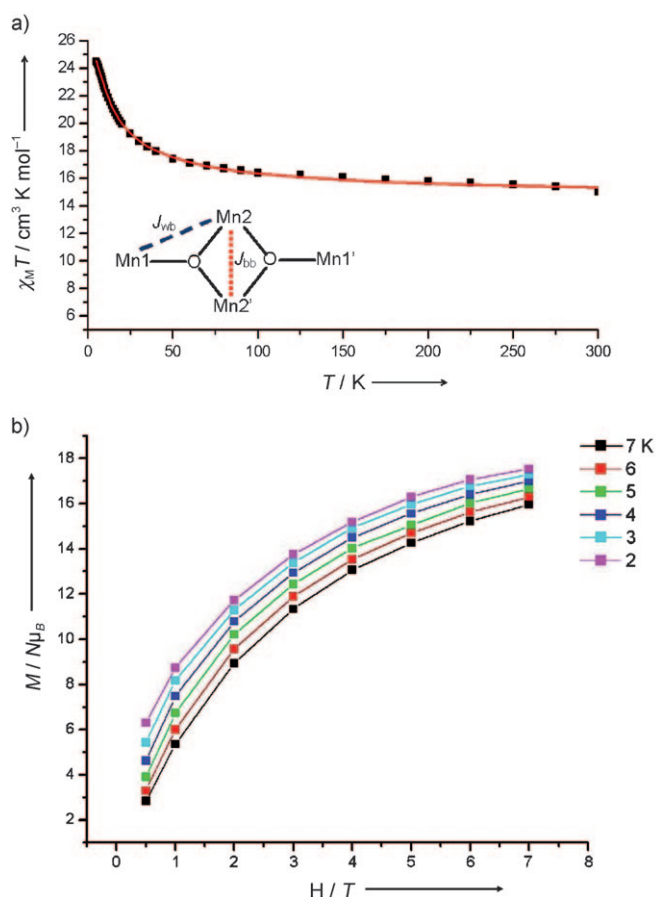 a)
26
24
22
20
18
16
14
12
10
8
6
χMT / cm³ K mol⁻¹
Jwb
Mn2
Mn1
O
Jbb
O
Mn1'
Mn2'
0 50 100 150 200 250 300
T / K
b)
18
16
14
12
10
8
6
4
2
M / NμB
7 K
6
5
4
3
2
0 1 2 3 4 5 6 7 8
H / T